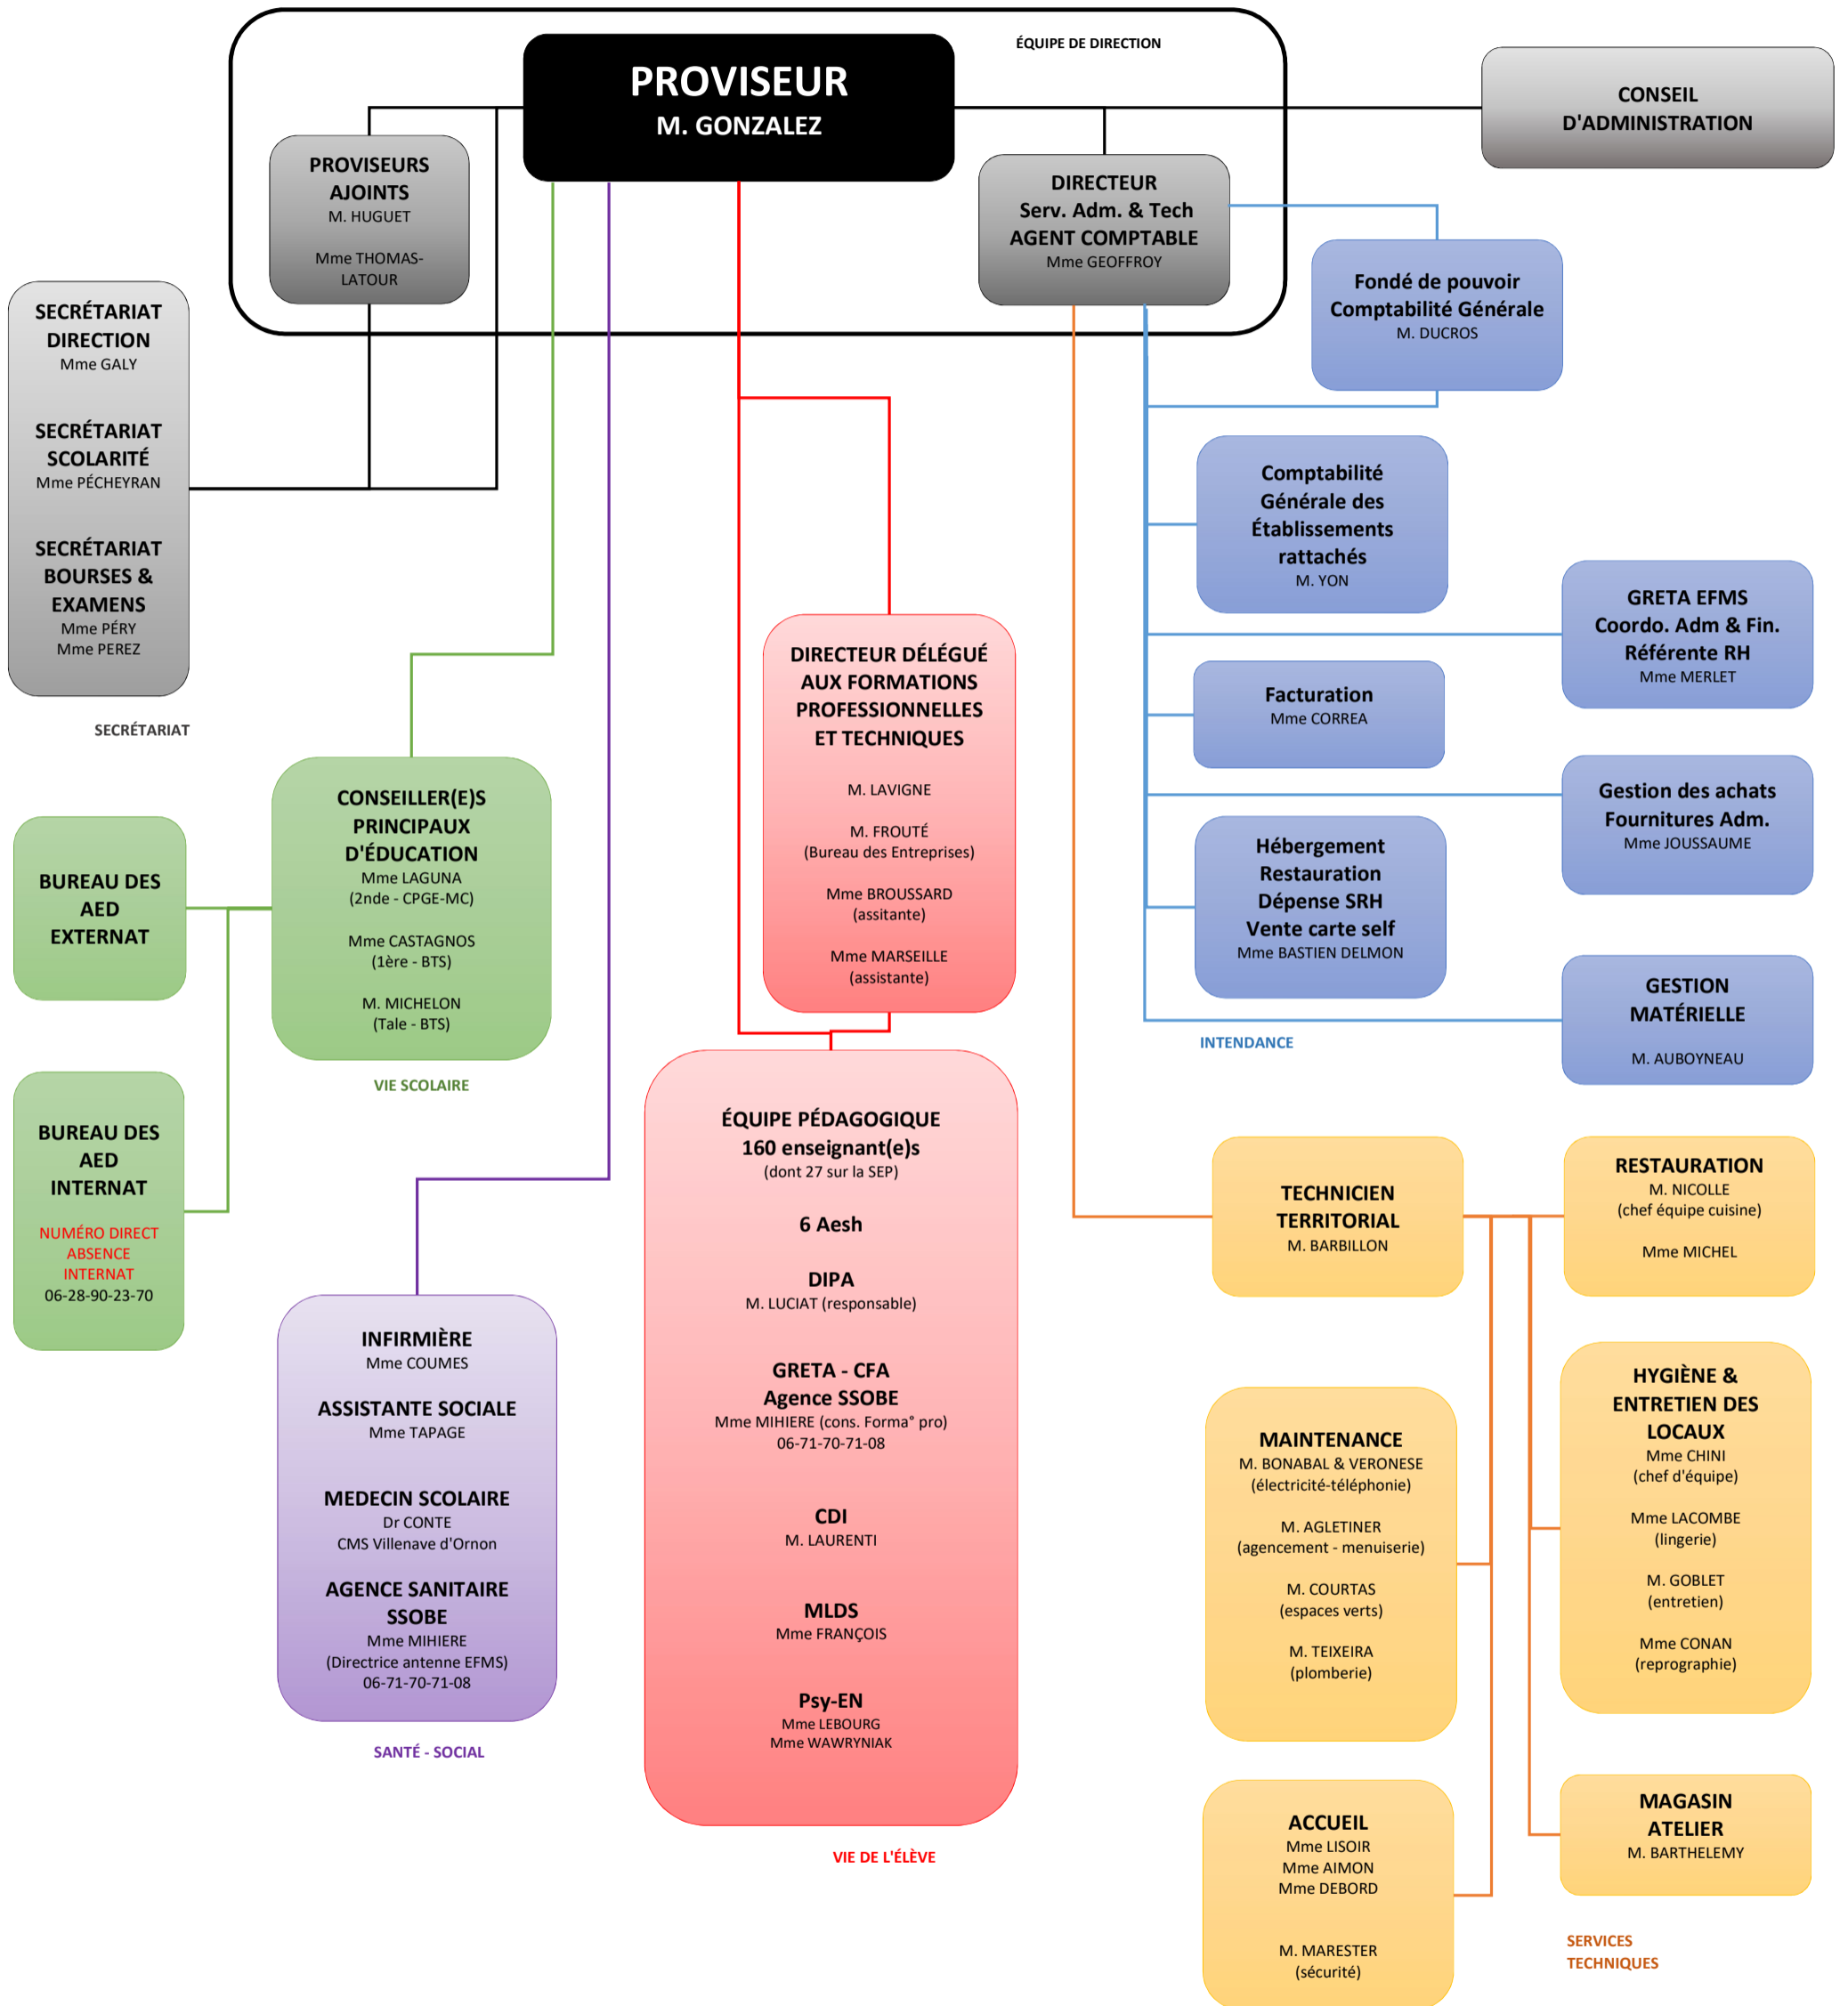 ÉQUIPE DE DIRECTION
PROVISEUR
M. GONZALEZ
CONSEIL
D'ADMINISTRATION
PROVISEURS
AJOINTS
M. HUGUET
Mme THOMAS-
LATOUR
DIRECTEUR
Serv. Adm. & Tech
AGENT COMPTABLE
Mme GEOFFROY
Fondé de pouvoir
Comptabilité Générale
M. DUCROS
SECRÉTARIAT
DIRECTION
Mme GALY
SECRÉTARIAT
SCOLARITÉ
Mme PÉCHEYRAN
SECRÉTARIAT
BOURSES &
EXAMENS
Mme PÉRY
Mme PEREZ
SECRÉTARIAT
Comptabilité
Générale des
Établissements
rattachés
M. YON
GRETA EFMS
Coordo. Adm & Fin.
Référente RH
Mme MERLET
Facturation
Mme CORREA
Gestion des achats
Fournitures Adm.
Mme JOUSSAUME
Hébergement
Restauration
Dépense SRH
Vente carte self
Mme BASTIEN DELMON
GESTION
MATÉRIELLE
M. AUBOYNEAU
INTENDANCE
DIRECTEUR DÉLÉGUÉ
AUX FORMATIONS
PROFESSIONNELLES
ET TECHNIQUES
M. LAVIGNE
M. FROUTÉ
(Bureau des Entreprises)
Mme BROUSSARD
(assitante)
Mme MARSEILLE
(assistante)
CONSEILLER(E)S
PRINCIPAUX
D'ÉDUCATION
Mme LAGUNA
(2nde - CPGE-MC)
Mme CASTAGNOS
(1ère - BTS)
M. MICHELON
(Tale - BTS)
BUREAU DES
AED
EXTERNAT
VIE SCOLAIRE
BUREAU DES
AED
INTERNAT
NUMÉRO DIRECT
ABSENCE
INTERNAT
06-28-90-23-70
INFIRMIÈRE
Mme COUMES
ASSISTANTE SOCIALE
Mme TAPAGE
MEDECIN SCOLAIRE
Dr CONTE
CMS Villenave d'Ornon
AGENCE SANITAIRE
SSOBE
Mme MIHIERE
(Directrice antenne EFMS)
06-71-70-71-08
SANTÉ - SOCIAL
ÉQUIPE PÉDAGOGIQUE
160 enseignant(e)s
(dont 27 sur la SEP)
6 Aesh
DIPA
M. LUCIAT (responsable)
GRETA - CFA
Agence SSOBE
Mme MIHIERE (cons. Forma° pro)
06-71-70-71-08
CDI
M. LAURENTI
MLDS
Mme FRANÇOIS
Psy-EN
Mme LEBOURG
Mme WAWRYNIAK
VIE DE L'ÉLÈVE
TECHNICIEN
TERRITORIAL
M. BARBILLON
RESTAURATION
M. NICOLLE
(chef équipe cuisine)
Mme MICHEL
MAINTENANCE
M. BONABAL & VERONESE
(électricité-téléphonie)
M. AGLETINER
(agencement - menuiserie)
M. COURTAS
(espaces verts)
M. TEIXEIRA
(plomberie)
HYGIÈNE &
ENTRETIEN DES
LOCAUX
Mme CHINI
(chef d'équipe)
Mme LACOMBE
(lingerie)
M. GOBLET
(entretien)
Mme CONAN
(reprographie)
ACCUEIL
Mme LISOIR
Mme AIMON
Mme DEBORD
M. MARESTER
(sécurité)
MAGASIN
ATELIER
M. BARTHELEMY
SERVICES
TECHNIQUES